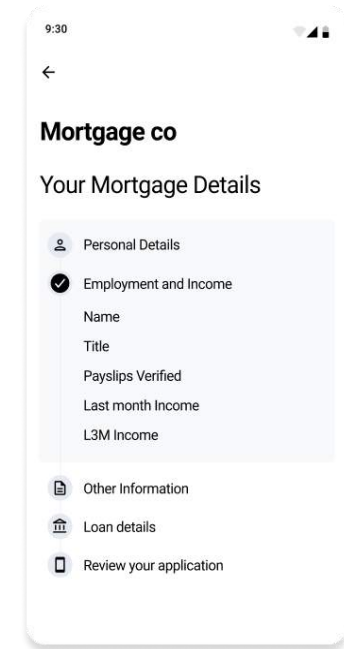 9:30
Mortgage co
Your Mortgage Details
Personal Details
Employment and Income
Name
Title
Payslips Verified
Last month Income
L3M Income
Other Information
Loan details
Review your application